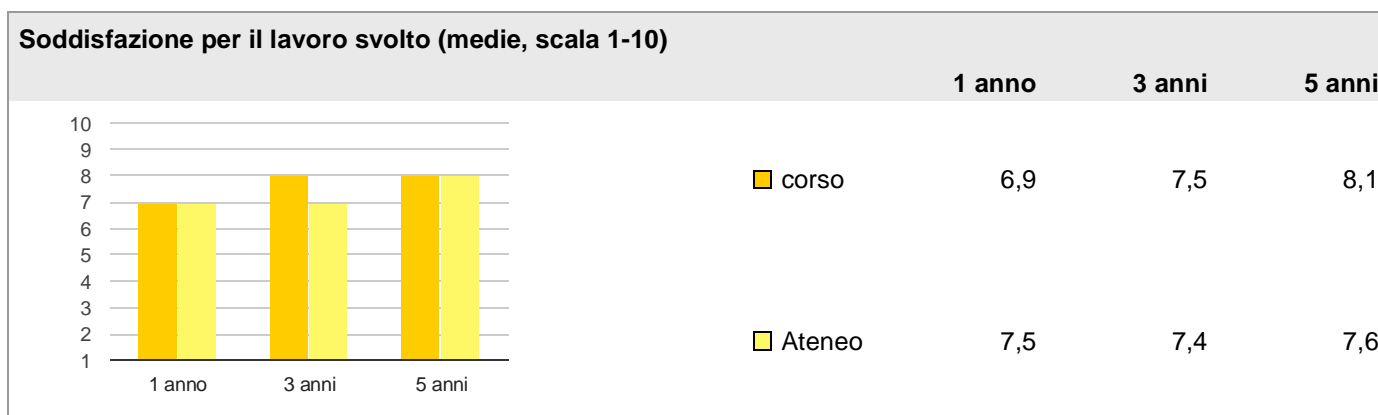 Soddisfazione per il lavoro svolto (medie, scala 1-10)
1 anno 3 anni 5 anni
10
9
8
7
6
5
4
3
2
1
1 anno 3 anni 5 anni
corso 6,9 7,5 8,1
Ateneo 7,5 7,4 7,6